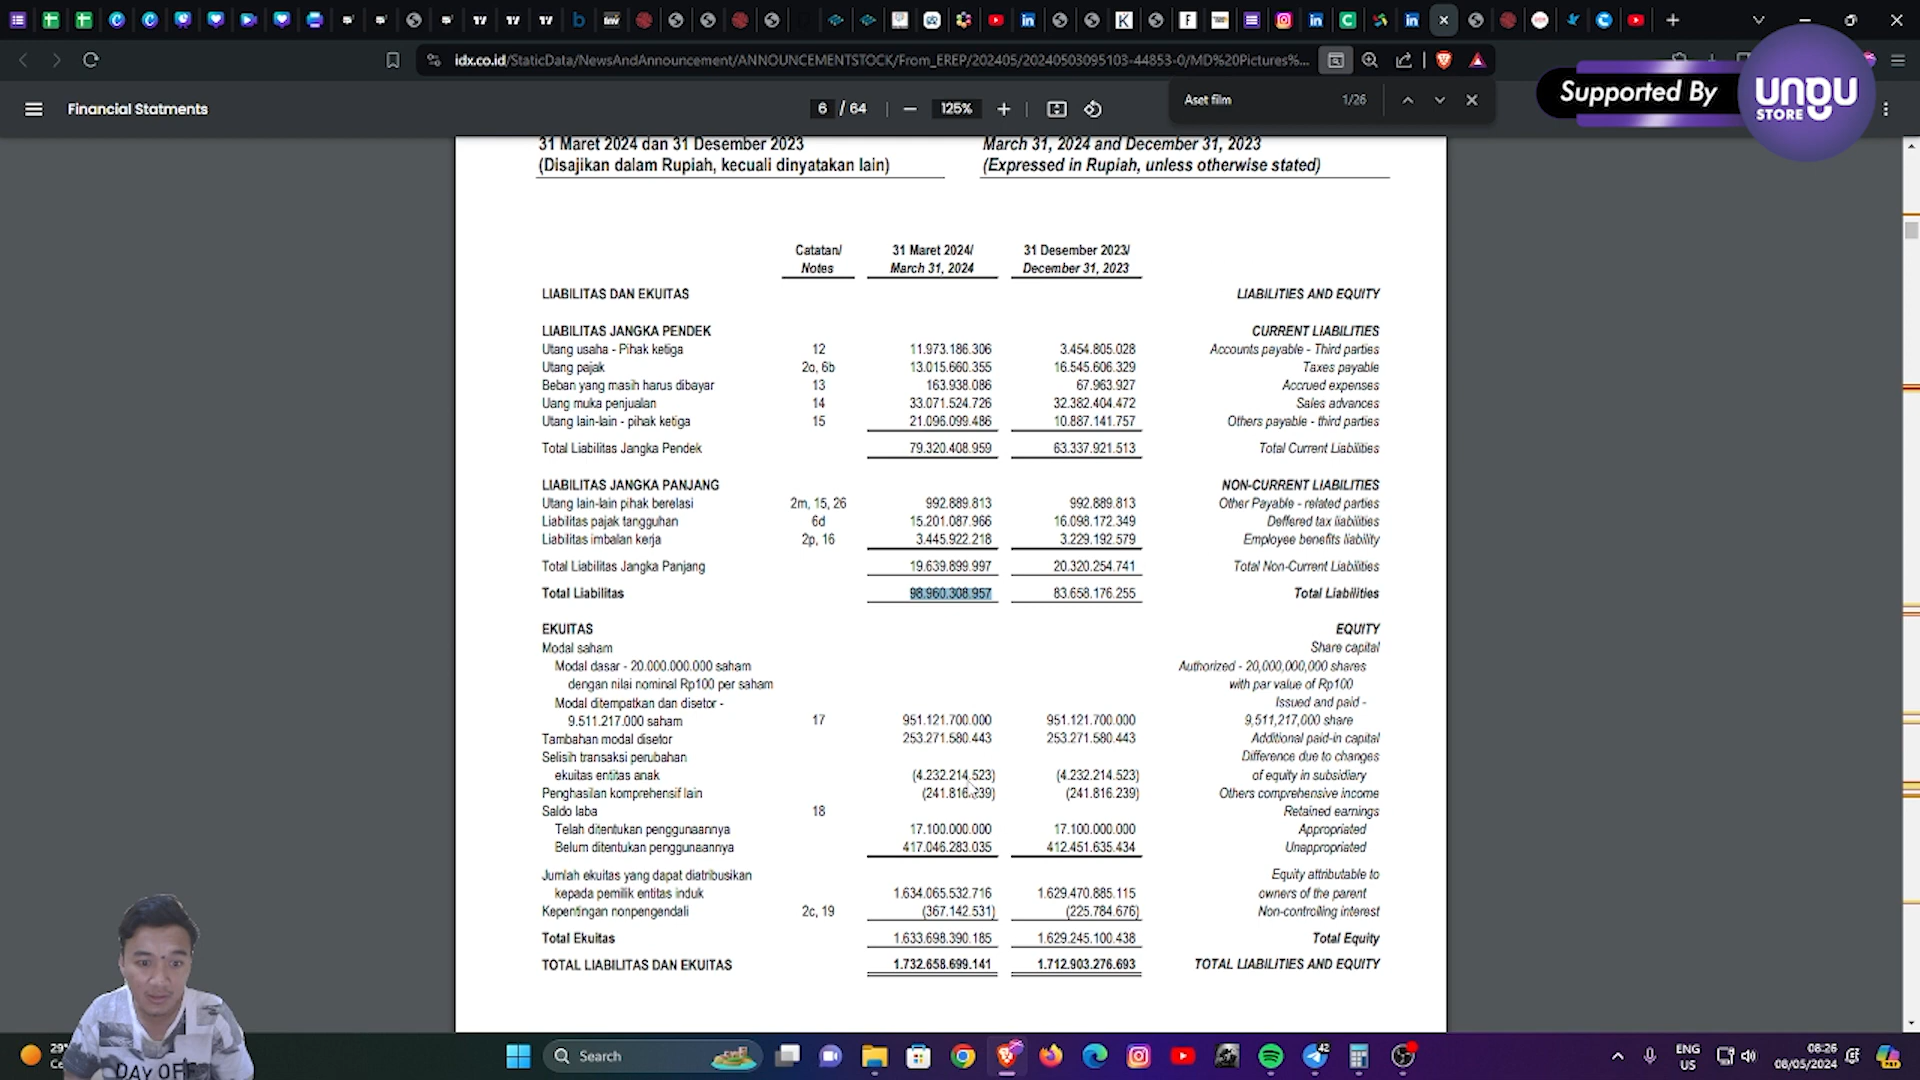 idx.co.id/StaticData/NewsAndAnnouncement/ANNOUNCEMENTSTOCK/From_EREP/202405/20240503095103-44853-0/MD%20Pictures%...
Financial Statments
6 / 64
125%
Aset film
1/26
Supported By
UNGU
STORE
31 Maret 2024 dan 31 Desember 2023
March 31, 2024 and December 31, 2023
(Disajikan dalam Rupiah, kecuali dinyatakan lain)
(Expressed in Rupiah, unless otherwise stated)
Catatan/ 31 Maret 2024/ 31 Desember 2023/
Notes March 31, 2024 December 31, 2023
LIABILITAS DAN EKUITAS LIABILITIES AND EQUITY
LIABILITAS JANGKA PENDEK CURRENT LIABILITIES
Utang usaha - Pihak ketiga 12 11.973.186.306 3.454.805.028 Accounts payable - Third parties
Utang pajak 2o, 6b 13.015.660.355 16.545.606.329 Taxes payable
Beban yang masih harus dibayar 13 163.938.086 67.963.927 Accrued expenses
Uang muka penjualan 14 33.071.524.726 32.382.404.472 Sales advances
Utang lain-lain - pihak ketiga 15 21.096.099.486 10.887.141.757 Others payable - third parties
Total Liabilitas Jangka Pendek 79.320.408.959 63.337.921.513 Total Current Liabilities
LIABILITAS JANGKA PANJANG NON-CURRENT LIABILITIES
Utang lain-lain pihak berelasi 2m, 15, 26 992.889.813 992.889.813 Other Payable - related parties
Liabilitas pajak tangguhan 6d 15.201.087.966 16.098.172.349 Deffered tax liabilities
Liabilitas imbalan kerja 2p, 16 3.445.922.218 3.229.192.579 Employee benefits liability
Total Liabilitas Jangka Panjang 19.639.899.997 20.320.254.741 Total Non-Current Liabilities
Total Liabilitas 98.960.308.957 83.658.176.255 Total Liabilities
EKUITAS EQUITY
Modal saham Share capital
Modal dasar - 20.000.000.000 saham Authorized - 20,000,000,000 shares
dengan nilai nominal Rp100 per saham with par value of Rp100
Modal ditempatkan dan disetor - Issued and paid -
9.511.217.000 saham 17 951.121.700.000 951.121.700.000 9,511,217,000 share
Tambahan modal disetor 253.271.580.443 253.271.580.443 Additional paid-in capital
Selisih transaksi perubahan Difference due to changes
ekuitas entitas anak (4.232.214.523) (4.232.214.523) of equity in subsidiary
Penghasilan komprehensif lain (241.816.239) (241.816.239) Others comprehensive income
Saldo laba 18 Retained earnings
Telah ditentukan penggunaannya 17.100.000.000 17.100.000.000 Appropriated
Belum ditentukan penggunaannya 417.046.283.035 412.451.635.434 Unappropriated
Jumlah ekuitas yang dapat diatribusikan Equity attributable to
kepada pemilik entitas induk 1.634.065.532.716 1.629.470.885.115 owners of the parent
Kepentingan nonpengendali 2c, 19 (367.142.531) (225.784.676) Non-controlling interest
Total Ekuitas 1.633.698.390.185 1.629.245.100.438 Total Equity
TOTAL LIABILITAS DAN EKUITAS 1.732.658.699.141 1.712.903.276.693 TOTAL LIABILITIES AND EQUITY
DAY OFF
29°
Search
42
ENG
US
08:26
08/05/2024